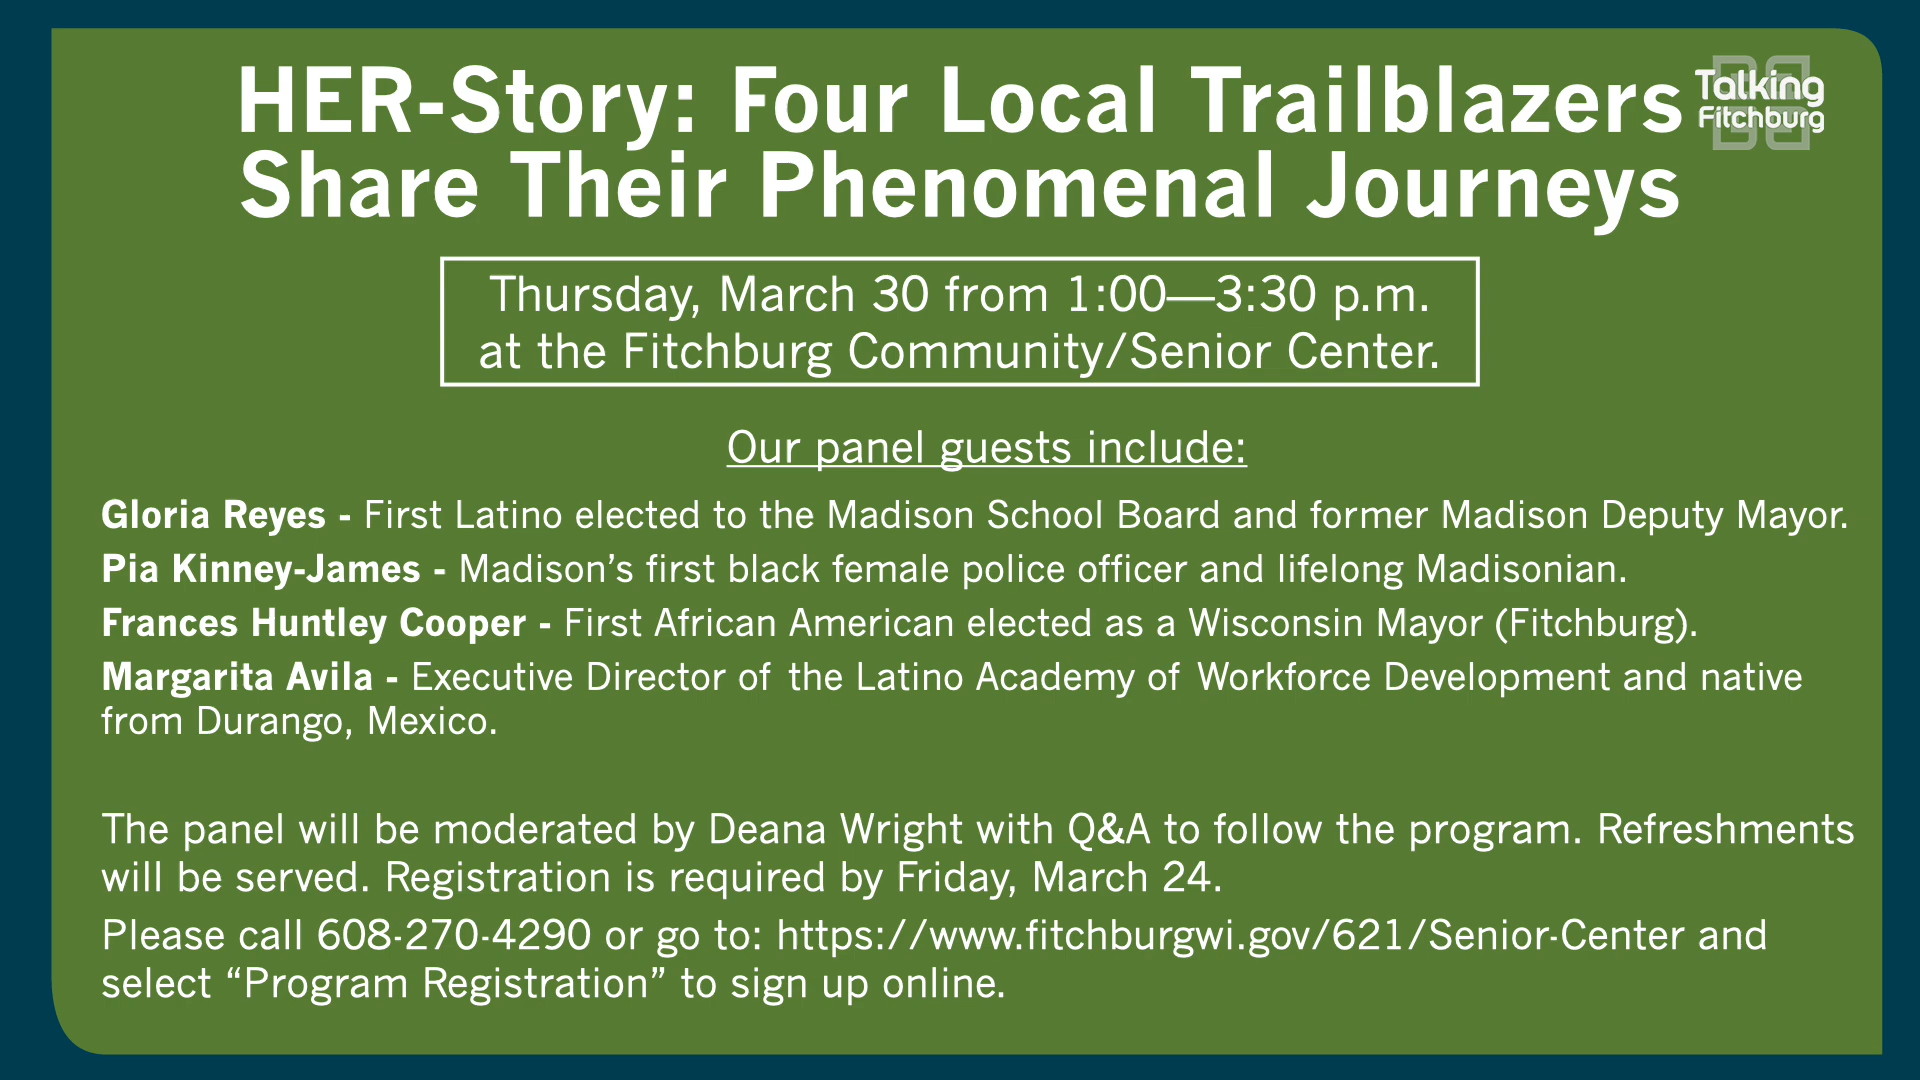 HER-Story: Four Local Trailblazers
Share Their Phenomenal Journeys
Talking
Fitchburg
Thursday, March 30 from 1:00—3:30 p.m.
at the Fitchburg Community/Senior Center.
Our panel guests include:
Gloria Reyes - First Latino elected to the Madison School Board and former Madison Deputy Mayor.
Pia Kinney-James - Madison’s first black female police officer and lifelong Madisonian.
Frances Huntley Cooper - First African American elected as a Wisconsin Mayor (Fitchburg).
Margarita Avila - Executive Director of the Latino Academy of Workforce Development and native
from Durango, Mexico.
The panel will be moderated by Deana Wright with Q&A to follow the program. Refreshments
will be served. Registration is required by Friday, March 24.
Please call 608-270-4290 or go to: https://www.fitchburgwi.gov/621/Senior-Center and
select “Program Registration” to sign up online.